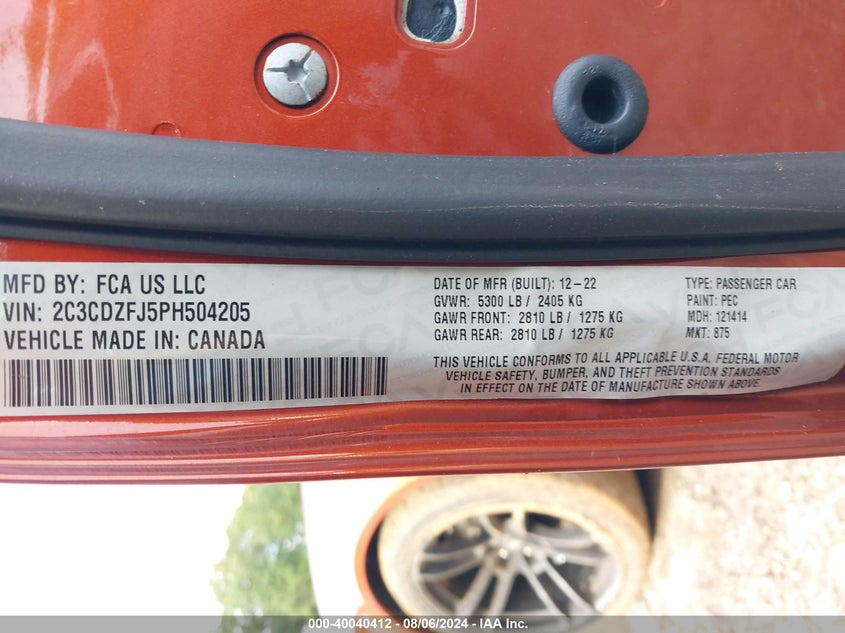 MFD BY: FCA US LLC
VIN: 2C3CDZFJ5PH504205
VEHICLE MADE IN: CANADA
DATE OF MFR (BUILT): 12-22
GVWR: 5300 LB / 2405 KG
GAWR FRONT: 2810 LB / 1275 KG
GAWR REAR: 2810 LB / 1275 KG
TYPE: PASSENGER CAR
PAINT: PEC
MDH: 121414
MKT: 875
THIS VEHICLE CONFORMS TO ALL APPLICABLE U.S.A. FEDERAL MOTOR
VEHICLE SAFETY, BUMPER, AND THEFT PREVENTION STANDARDS
IN EFFECT ON THE DATE OF MANUFACTURE SHOWN ABOVE.
000-40040412 - 08/06/2024 - IAA Inc.